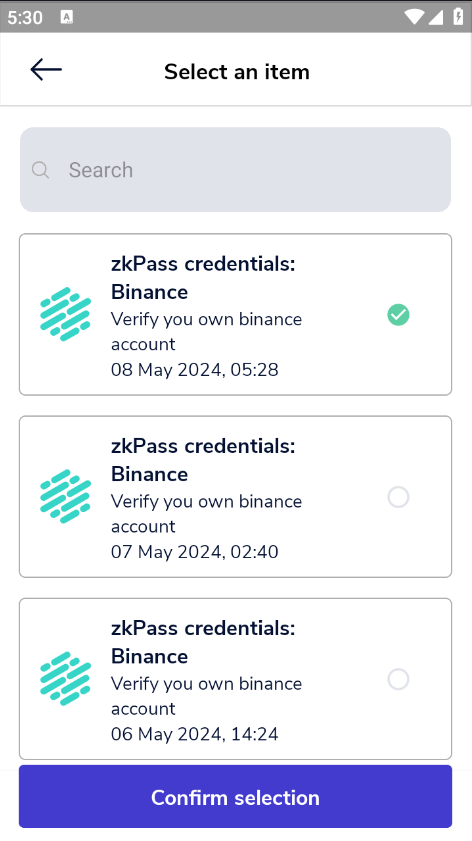 5:30
A
Select an item
Search
zkPass credentials:
Binance
Verify you own binance
account
08 May 2024, 05:28
zkPass credentials:
Binance
Verify you own binance
account
07 May 2024, 02:40
zkPass credentials:
Binance
Verify you own binance
account
06 May 2024, 14:24
Confirm selection